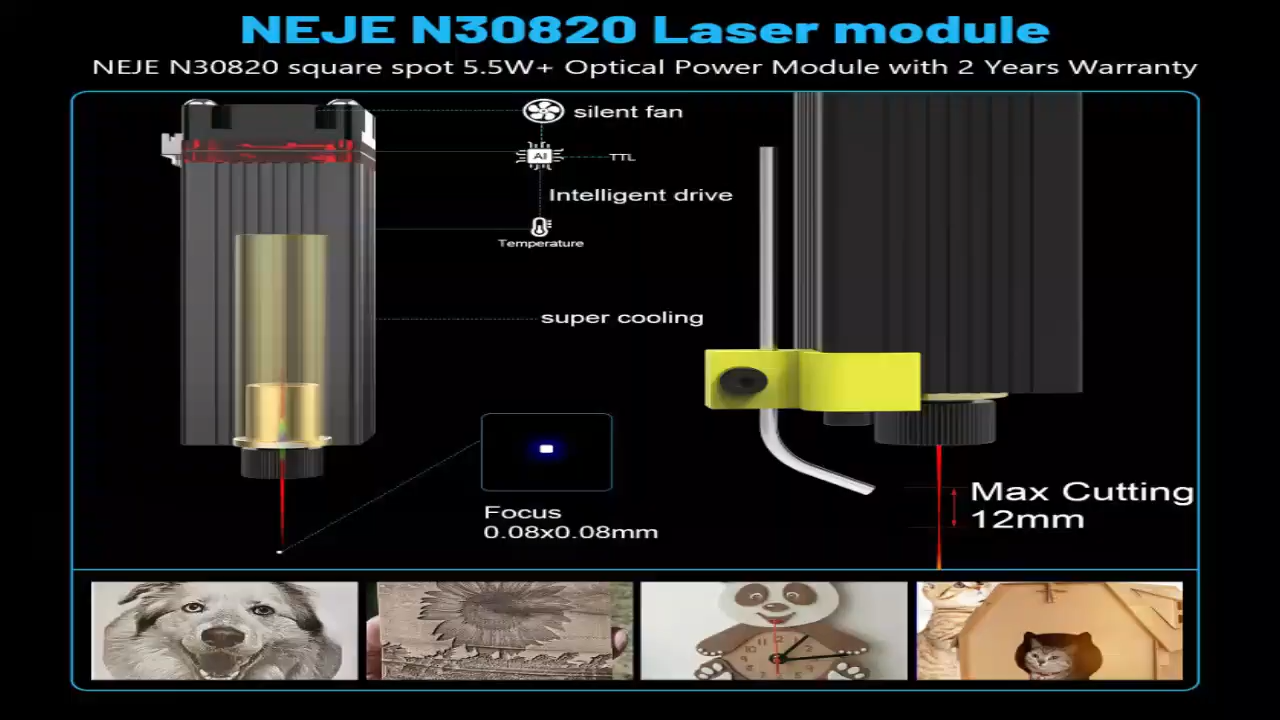 NEJE N30820 Laser module
NEJE N30820 square spot 5.5W+ Optical Power Module with 2 Years Warranty
silent fan
AI
TTL
Intelligent drive
Temperature
super cooling
Focus
0.08x0.08mm
Max Cutting
12mm